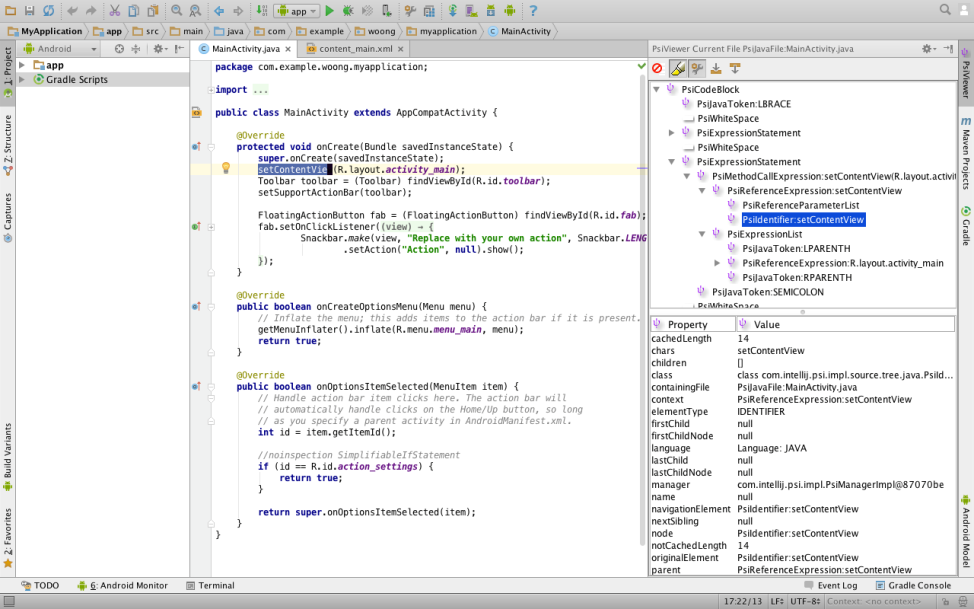 app
MyApplication
app
src
main
java
com
example
woong
myapplication
MainActivity
1: Project
Z: Structure
Captures
Build Variants
2: Favorites
Android
app
Gradle Scripts
MainActivity.java
content_main.xml
package com.example.woong.myapplication;
import ...
public class MainActivity extends AppCompatActivity {
@Override
protected void onCreate(Bundle savedInstanceState) {
super.onCreate(savedInstanceState);
setContentView(R.layout.activity_main);
Toolbar toolbar = (Toolbar) findViewById(R.id.toolbar);
setSupportActionBar(toolbar);
FloatingActionButton fab = (FloatingActionButton) findViewById(R.id.fab);
fab.setOnClickListener((view) → {
Snackbar.make(view, "Replace with your own action", Snackbar.LENG
.setAction("Action", null).show();
});
}
@Override
public boolean onCreateOptionsMenu(Menu menu) {
// Inflate the menu; this adds items to the action bar if it is present.
getMenuInflater().inflate(R.menu.menu_main, menu);
return true;
}
@Override
public boolean onOptionsItemSelected(MenuItem item) {
// Handle action bar item clicks here. The action bar will
// automatically handle clicks on the Home/Up button, so long
// as you specify a parent activity in AndroidManifest.xml.
int id = item.getItemId();
//noinspection SimplifiableIfStatement
if (id == R.id.action_settings) {
return true;
}
return super.onOptionsItemSelected(item);
}
}
PsiViewer Current File PsiJavaFile:MainActivity.java
PsiCodeBlock
PsiJavaToken:LBRACE
PsiWhiteSpace
PsiExpressionStatement
PsiWhiteSpace
PsiExpressionStatement
PsiMethodCallExpression:setContentView(R.layout.activit
PsiReferenceExpression:setContentView
PsiReferenceParameterList
PsiIdentifier:setContentView
PsiExpressionList
PsiJavaToken:LPARENTH
PsiReferenceExpression:R.layout.activity_main
PsiJavaToken:RPARENTH
PsiJavaToken:SEMICOLON
PsiWhiteSpace
Property Value
cachedLength 14
chars setContentView
children []
class class com.intellij.psi.impl.source.tree.java.PsiId...
containingFile PsiJavaFile:MainActivity.java
context PsiReferenceExpression:setContentView
elementType IDENTIFIER
firstChild null
firstChildNode null
language Language: JAVA
lastChild null
lastChildNode null
manager com.intellij.psi.impl.PsiManagerImpl@87070be
name null
navigationElement PsiIdentifier:setContentView
nextSibling null
node PsiIdentifier:setContentView
notCachedLength 14
originalElement PsiIdentifier:setContentView
parent PsiReferenceExpression:setContentView
PsiViewer
Maven Projects
Gradle
Android Model
TODO
6: Android Monitor
Terminal
Event Log
Gradle Console
17:22/13 LF UTF-8 Context: <no context>